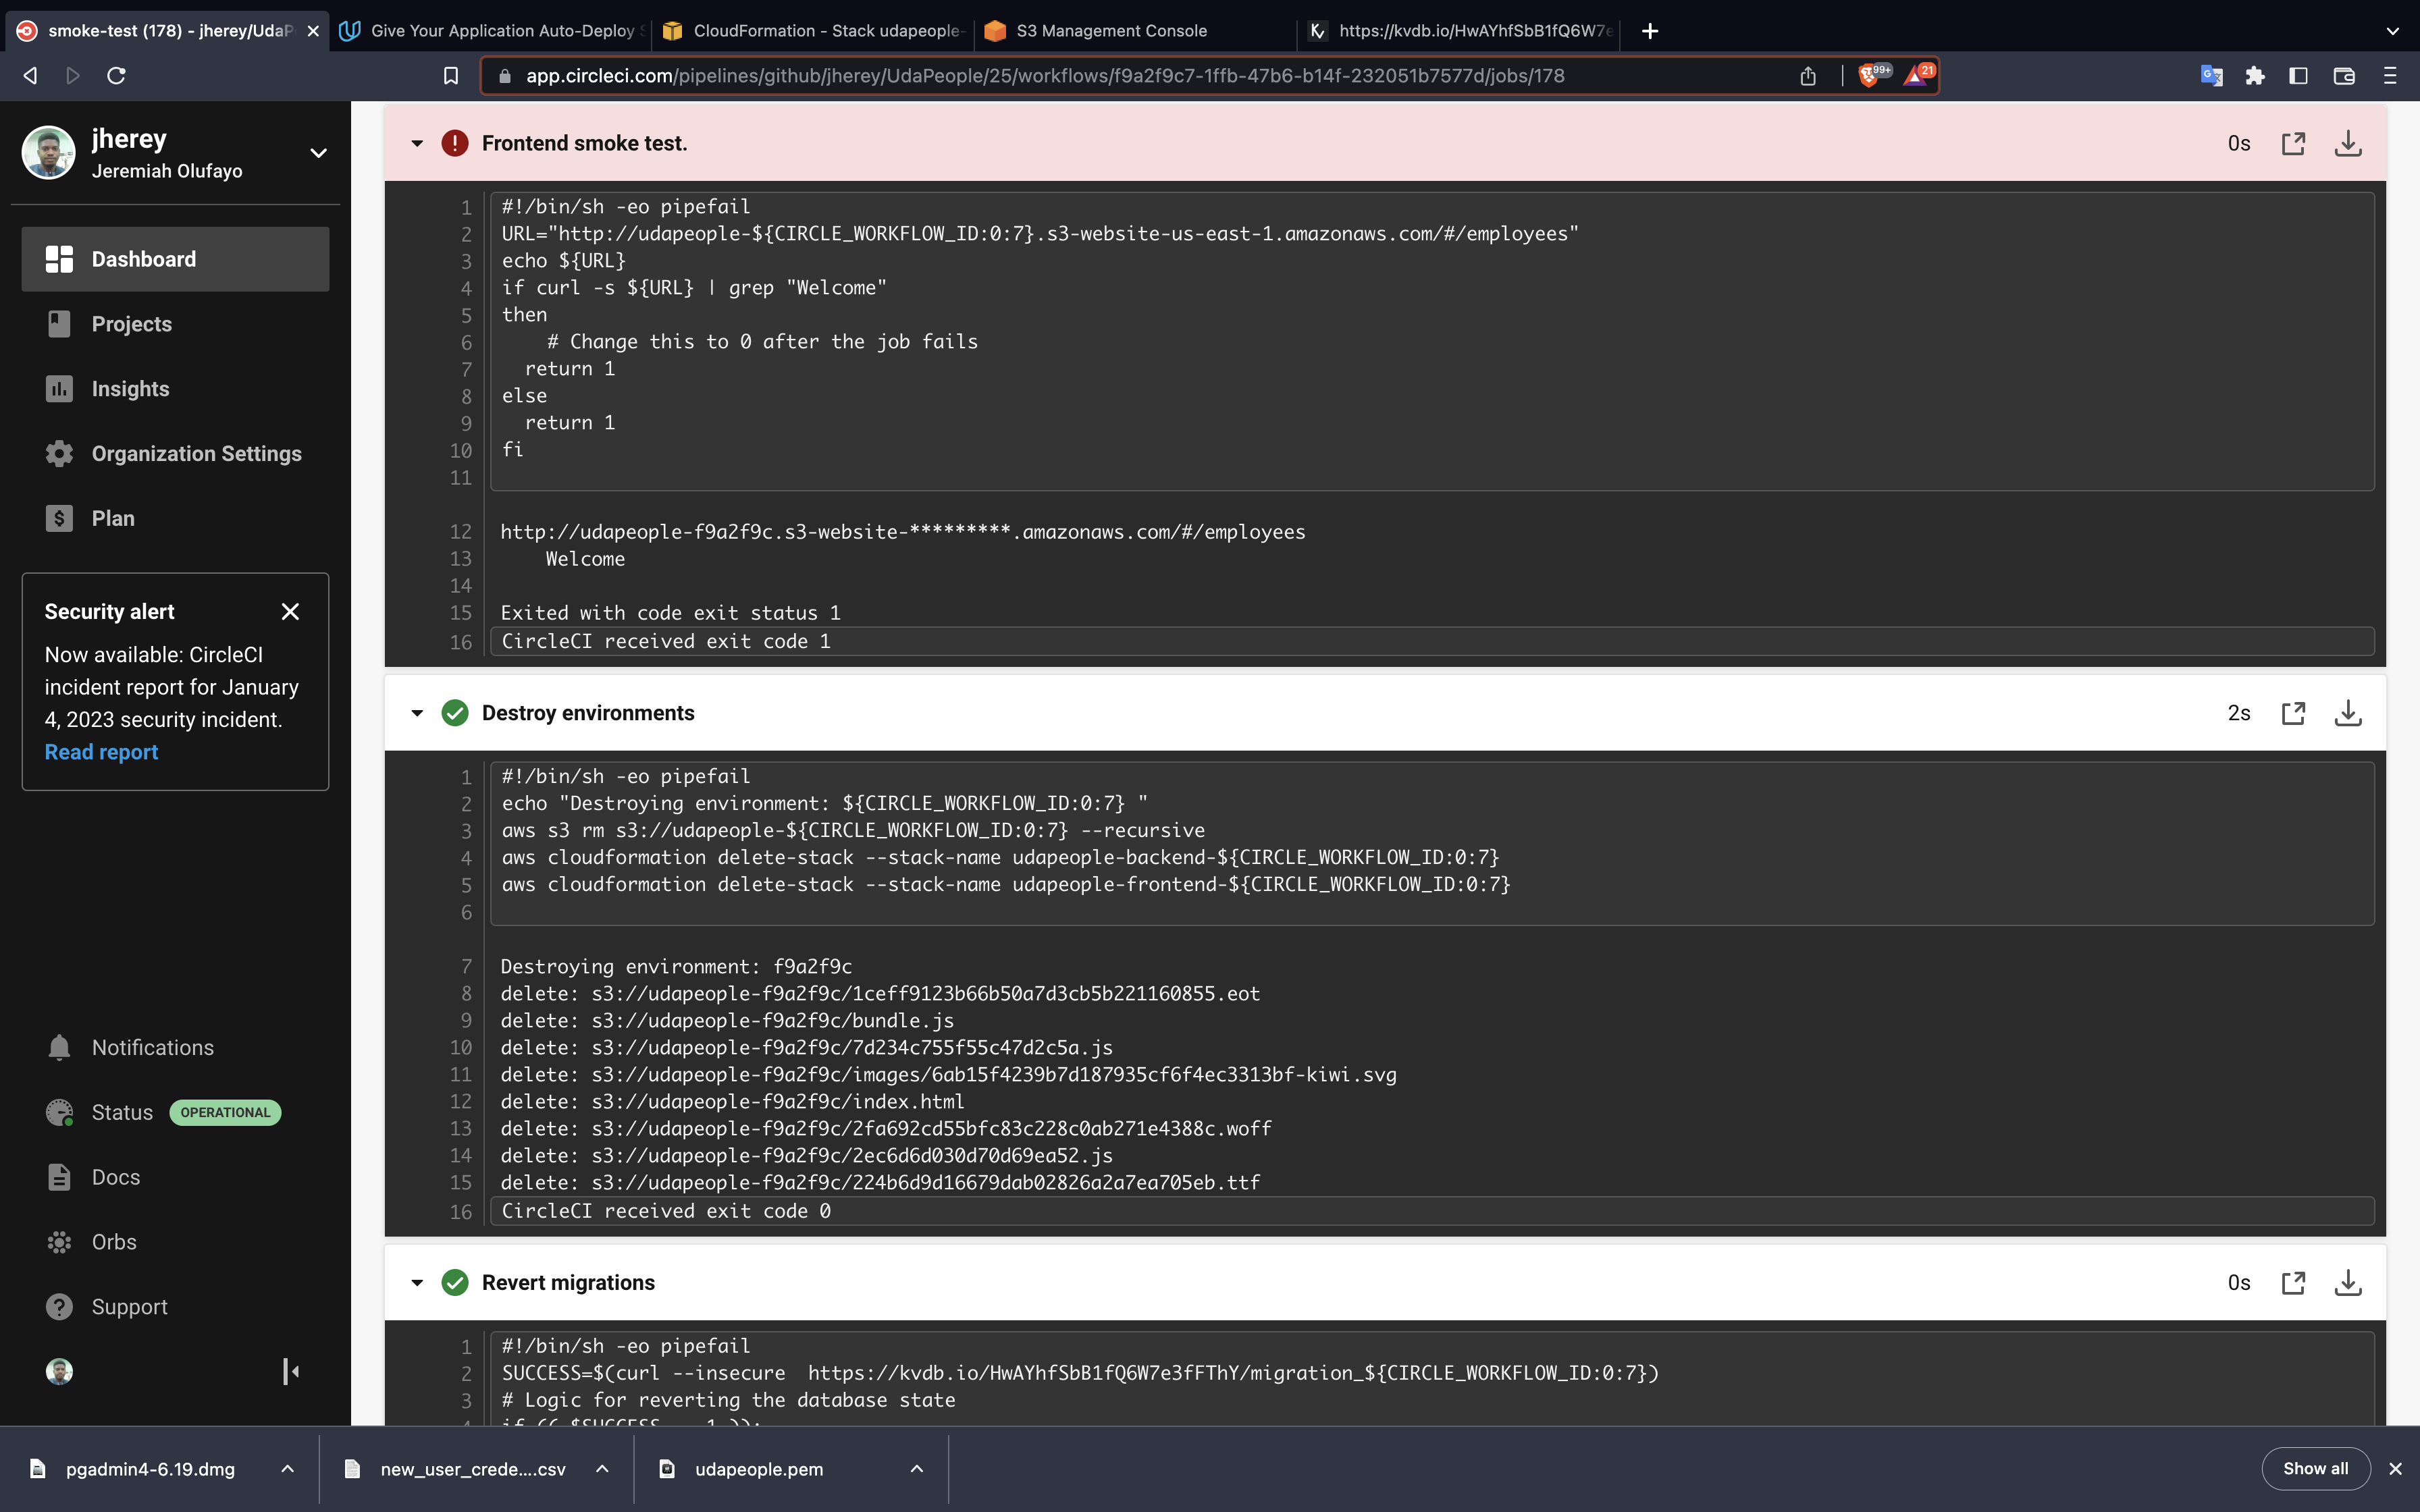 smoke-test (178) - jherey/UdaP
Give Your Application Auto-Deploy
CloudFormation - Stack udapeople-
S3 Management Console
https://kvdb.io/HwAYhfSbB1fQ6W7e
app.circleci.com/pipelines/github/jherey/UdaPeople/25/workflows/f9a2f9c7-1ffb-47b6-b14f-232051b7577d/jobs/178
99+
21
jherey
Jeremiah Olufayo
Dashboard
Projects
Insights
Organization Settings
Plan
Security alert
Now available: CircleCI
incident report for January
4, 2023 security incident.
Read report
Notifications
Status OPERATIONAL
Docs
Orbs
Support
Frontend smoke test. 0s
1 #!/bin/sh -eo pipefail
2 URL="http://udapeople-${CIRCLE_WORKFLOW_ID:0:7}.s3-website-us-east-1.amazonaws.com/#/employees"
3 echo ${URL}
4 if curl -s ${URL} | grep "Welcome"
5 then
6 # Change this to 0 after the job fails
7 return 1
8 else
9 return 1
10 fi
11
12 http://udapeople-f9a2f9c.s3-website-*********.amazonaws.com/#/employees
13 Welcome
14
15 Exited with code exit status 1
16 CircleCI received exit code 1
Destroy environments 2s
1 #!/bin/sh -eo pipefail
2 echo "Destroying environment: ${CIRCLE_WORKFLOW_ID:0:7} "
3 aws s3 rm s3://udapeople-${CIRCLE_WORKFLOW_ID:0:7} --recursive
4 aws cloudformation delete-stack --stack-name udapeople-backend-${CIRCLE_WORKFLOW_ID:0:7}
5 aws cloudformation delete-stack --stack-name udapeople-frontend-${CIRCLE_WORKFLOW_ID:0:7}
6
7 Destroying environment: f9a2f9c
8 delete: s3://udapeople-f9a2f9c/1ceff9123b66b50a7d3cb5b221160855.eot
9 delete: s3://udapeople-f9a2f9c/bundle.js
10 delete: s3://udapeople-f9a2f9c/7d234c755f55c47d2c5a.js
11 delete: s3://udapeople-f9a2f9c/images/6ab15f4239b7d187935cf6f4ec3313bf-kiwi.svg
12 delete: s3://udapeople-f9a2f9c/index.html
13 delete: s3://udapeople-f9a2f9c/2fa692cd55bfc83c228c0ab271e4388c.woff
14 delete: s3://udapeople-f9a2f9c/2ec6d6d030d70d69ea52.js
15 delete: s3://udapeople-f9a2f9c/224b6d9d16679dab02826a2a7ea705eb.ttf
16 CircleCI received exit code 0
Revert migrations 0s
1 #!/bin/sh -eo pipefail
2 SUCCESS=$(curl --insecure  https://kvdb.io/HwAYhfSbB1fQ6W7e3fFThY/migration_${CIRCLE_WORKFLOW_ID:0:7})
3 # Logic for reverting the database state
pgadmin4-6.19.dmg
new_user_crede....csv
udapeople.pem
Show all